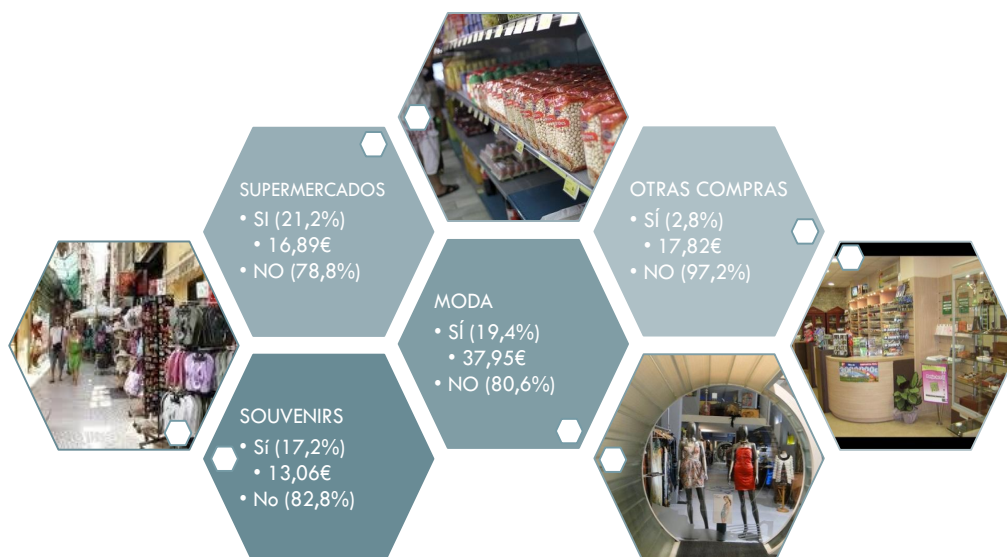 SUPERMERCADOS
• SI (21,2%)
• 16,89€
• NO (78,8%)
OTRAS COMPRAS
• SÍ (2,8%)
• 17,82€
• NO (97,2%)
MODA
• SÍ (19,4%)
• 37,95€
• NO (80,6%)
SOUVENIRS
• Sí (17,2%)
• 13,06€
• No (82,8%)